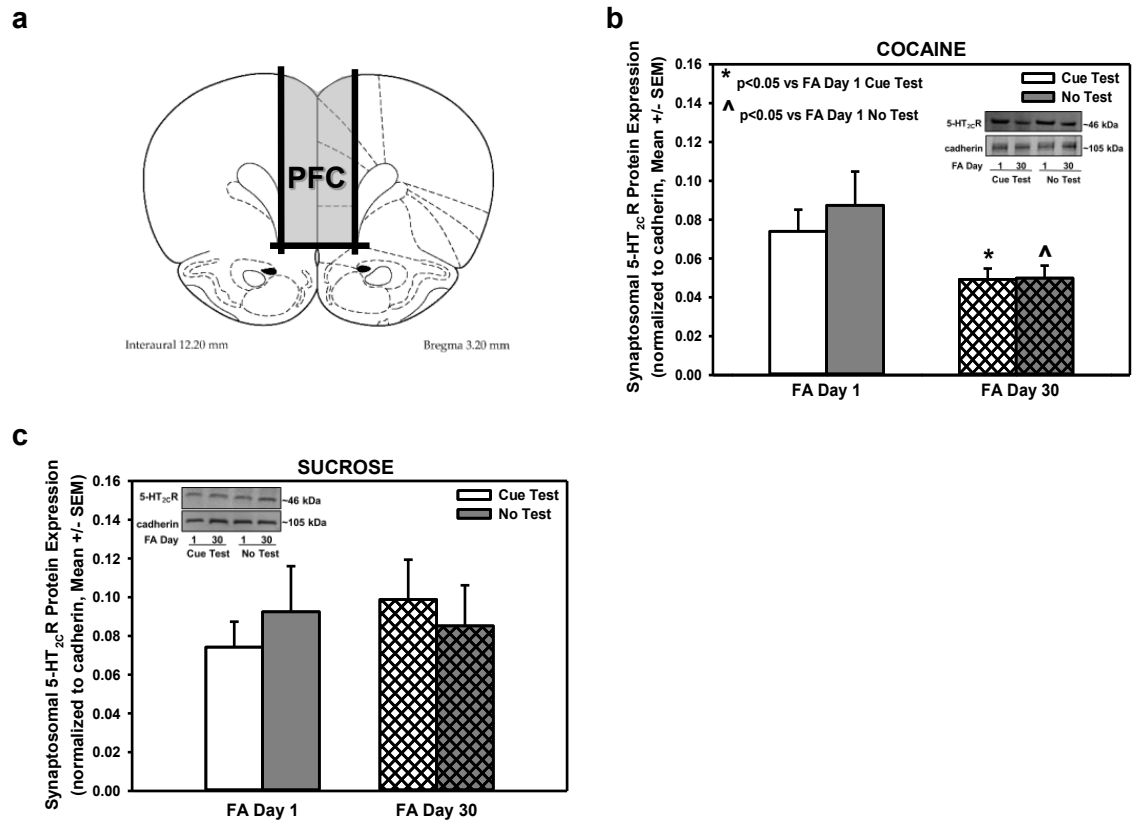 a
PFC
Interaural 12.20 mm
Bregma 3.20 mm
b
COCAINE
Synaptosomal 5-HT2CR Protein Expression
(normalized to cadherin, Mean +/- SEM)
0.16
0.14
0.12
0.10
0.08
0.06
0.04
0.02
0.00
* p<0.05 vs FA Day 1 Cue Test
^ p<0.05 vs FA Day 1 No Test
Cue Test
No Test
5-HT2CR ~46 kDa
cadherin ~105 kDa
FA Day 1 30 1 30
Cue Test No Test
* ^
FA Day 1 FA Day 30
c
SUCROSE
Synaptosomal 5-HT2CR Protein Expression
(normalized to cadherin, Mean +/- SEM)
0.16
0.14
0.12
0.10
0.08
0.06
0.04
0.02
0.00
5-HT2CR ~46 kDa
cadherin ~105 kDa
FA Day 1 30 1 30
Cue Test No Test
Cue Test
No Test
FA Day 1 FA Day 30